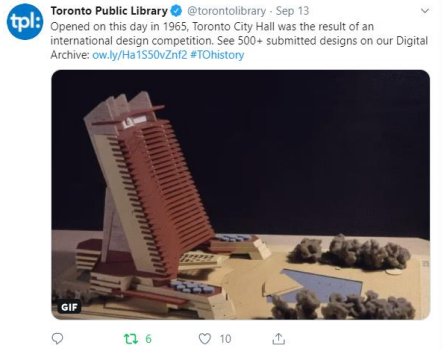 tpl:
Toronto Public Library @torontolibrary · Sep 13
Opened on this day in 1965, Toronto City Hall was the result of an
international design competition. See 500+ submitted designs on our Digital
Archive: ow.ly/Ha1S50vZnf2 #TOhistory
GIF
6
10